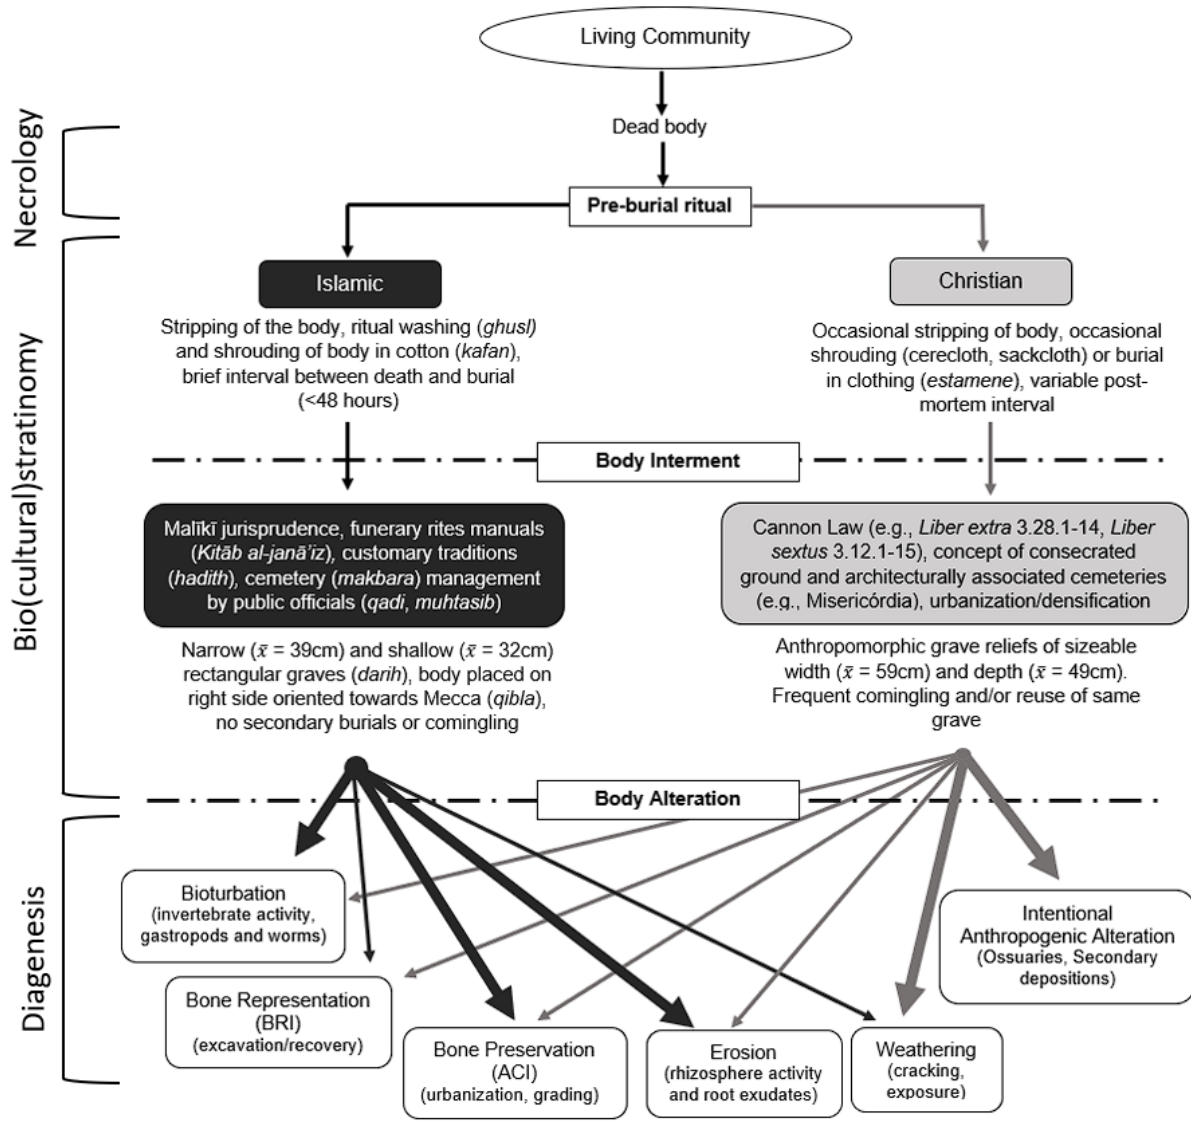 Living Community
Dead body
Necrology
Pre-burial ritual
Bio(cultural)stratinomy
Islamic
Stripping of the body, ritual washing (ghusl)
and shrouding of body in cotton (kafan),
brief interval between death and burial
(<48 hours)
Christian
Occasional stripping of body, occasional
shrouding (cerecloth, sackcloth) or burial
in clothing (estamene), variable post-
mortem interval
Body Interment
Malīkī jurisprudence, funerary rites manuals
(Kitāb al-janā'iz), customary traditions
(hadith), cemetery (makbara) management
by public officials (qadi, muhtasib)
Narrow (x̄ = 39cm) and shallow (x̄ = 32cm)
rectangular graves (darih), body placed on
right side oriented towards Mecca (qibla),
no secondary burials or comingling
Cannon Law (e.g., Liber extra 3.28.1-14, Liber
sextus 3.12.1-15), concept of consecrated
ground and architecturally associated cemeteries
(e.g., Misericórdia), urbanization/densification
Anthropomorphic grave reliefs of sizeable
width (x̄ = 59cm) and depth (x̄ = 49cm).
Frequent comingling and/or reuse of same
grave
Body Alteration
Diagenesis
Bioturbation
(invertebrate activity,
gastropods and worms)
Bone Representation
(BRI)
(excavation/recovery)
Bone Preservation
(ACI)
(urbanization, grading)
Erosion
(rhizosphere activity
and root exudates)
Weathering
(cracking,
exposure)
Intentional
Anthropogenic Alteration
(Ossuaries, Secondary
depositions)